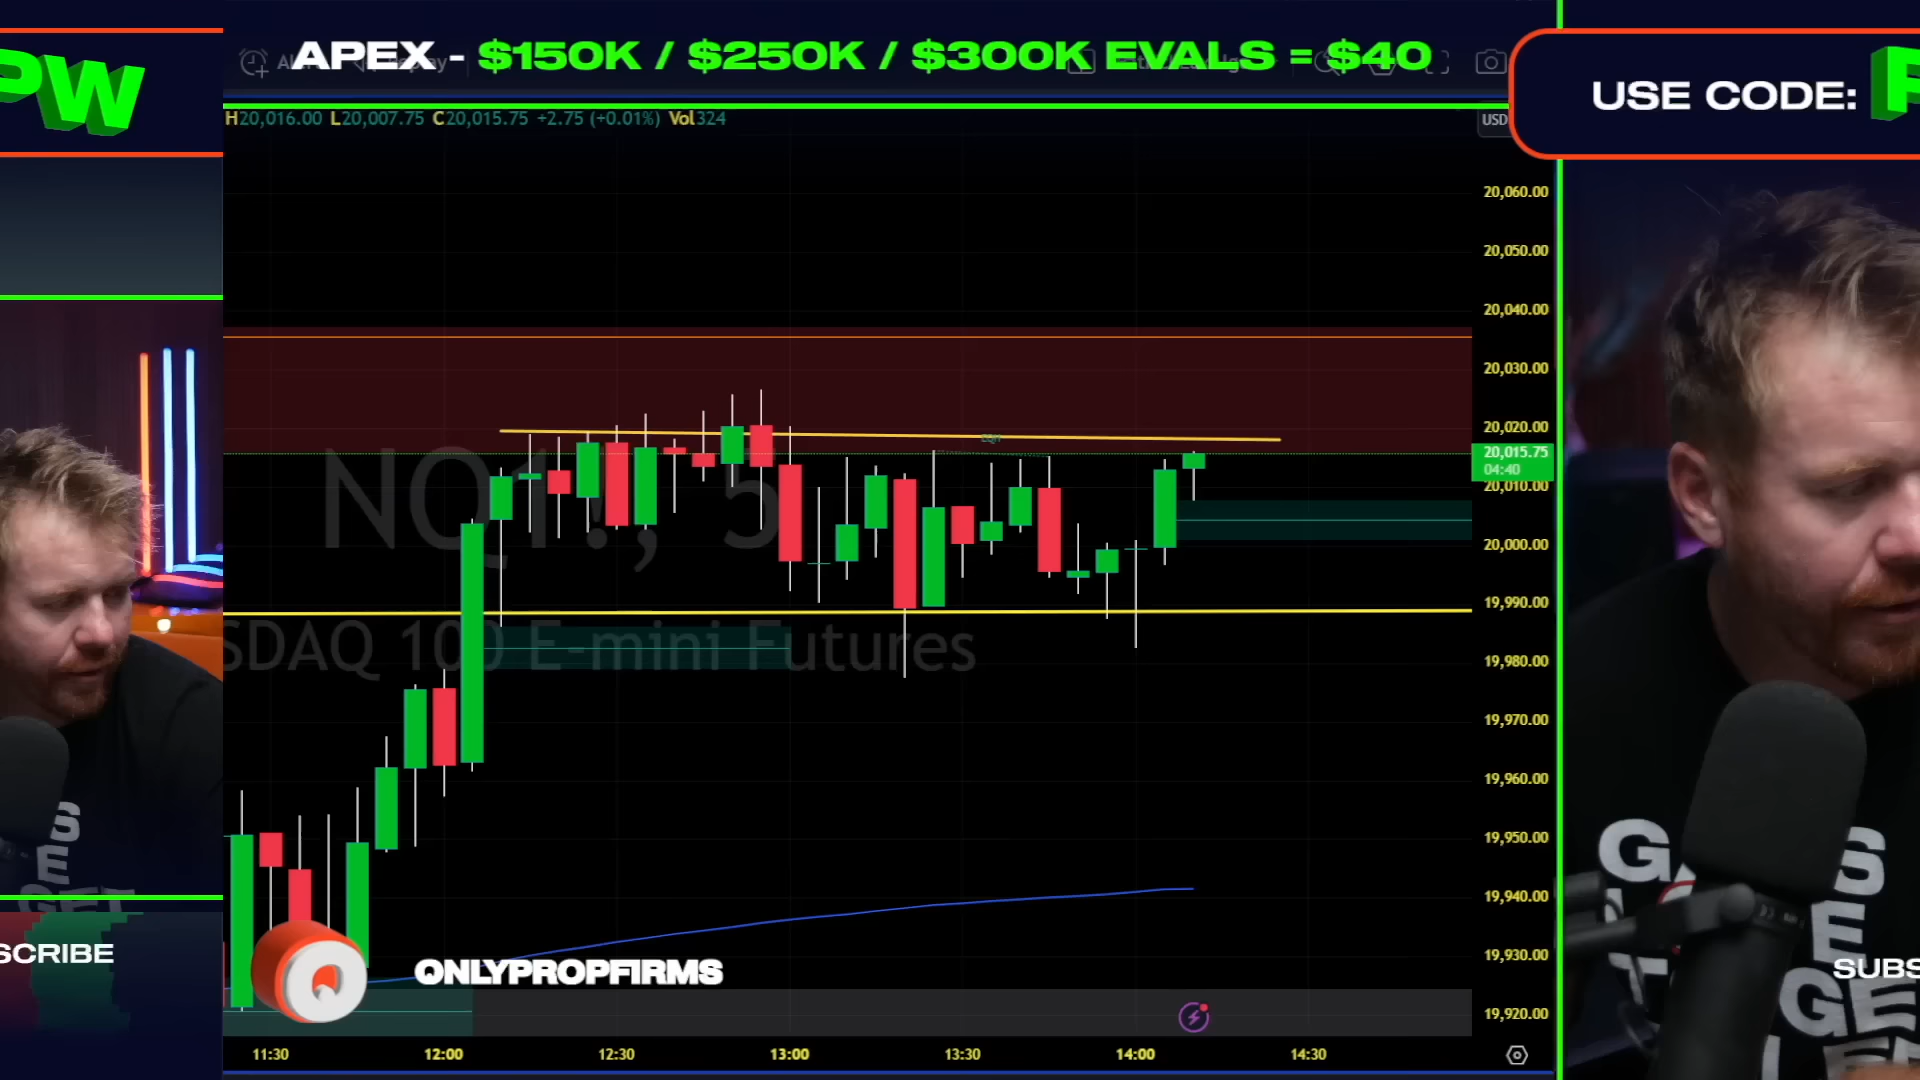 PW
APEX - $150K / $250K / $300K EVALS = $40
USE CODE:
H20,016.00 L20,007.75 C20,015.75 +2.75 (+0.01%) Vol324
USD
20,060.00
20,050.00
20,040.00
20,030.00
20,020.00
20,015.75
04:40
20,010.00
20,000.00
19,990.00
19,980.00
19,970.00
19,960.00
19,950.00
19,940.00
19,930.00
19,920.00
EQH
NQ1!, 5
SDAQ 100 E-mini Futures
SCRIBE
ONLYPROPFIRMS
SUBS
11:30 12:00 12:30 13:00 13:30 14:00 14:30